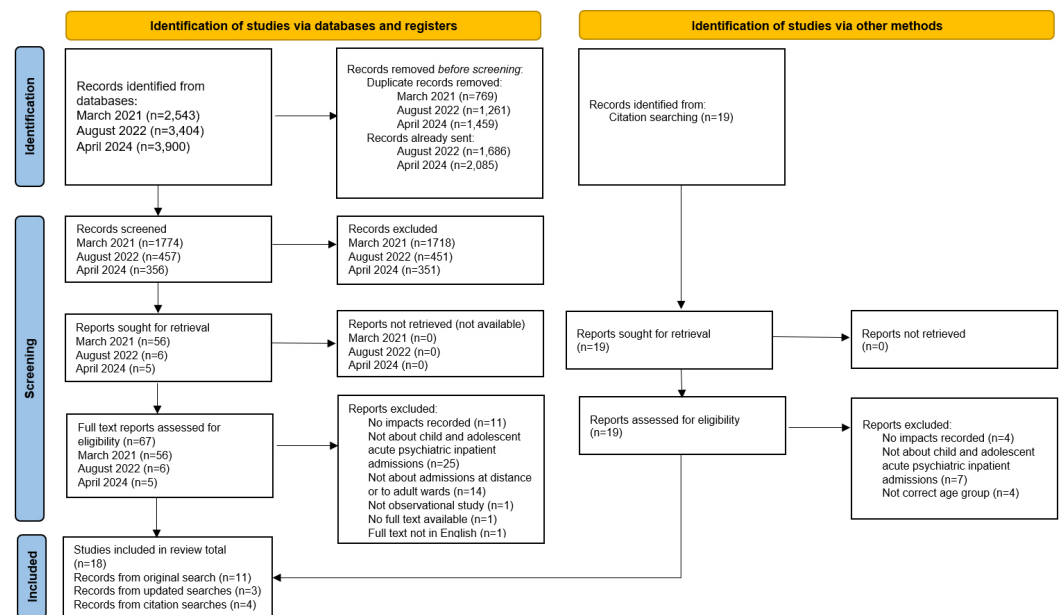 Identification of studies via databases and registers
Identification of studies via other methods
Identification
Records identified from
databases:
March 2021 (n=2,543)
August 2022 (n=3,404)
April 2024 (n=3,900)
Records removed before screening:
Duplicate records removed:
March 2021 (n=769)
August 2022 (n=1,261)
April 2024 (n=1,459)
Records already sent:
August 2022 (n=1,686)
April 2024 (n=2,085)
Records identified from:
Citation searching (n=19)
Screening
Records screened
March 2021 (n=1774)
August 2022 (n=457)
April 2024 (n=356)
Records excluded
March 2021 (n=1718)
August 2022 (n=451)
April 2024 (n=351)
Reports sought for retrieval
March 2021 (n=56)
August 2022 (n=6)
April 2024 (n=5)
Reports not retrieved (not available)
March 2021 (n=0)
August 2022 (n=0)
April 2024 (n=0)
Reports sought for retrieval
(n=19)
Reports not retrieved
(n=0)
Full text reports assessed for
eligibility (n=67)
March 2021 (n=56)
August 2022 (n=6)
April 2024 (n=5)
Reports excluded:
No impacts recorded (n=11)
Not about child and adolescent
acute psychiatric inpatient
admissions (n=25)
Not about admissions at distance
or to adult wards (n=14)
Not observational study (n=1)
No full text available (n=1)
Full text not in English (n=1)
Reports assessed for eligibility
(n=19)
Reports excluded:
No impacts recorded (n=4)
Not about child and adolescent
acute psychiatric inpatient
admissions (n=7)
Not correct age group (n=4)
Included
Studies included in review total
(n=18)
Records from original search (n=11)
Records from updated searches (n=3)
Records from citation searches (n=4)